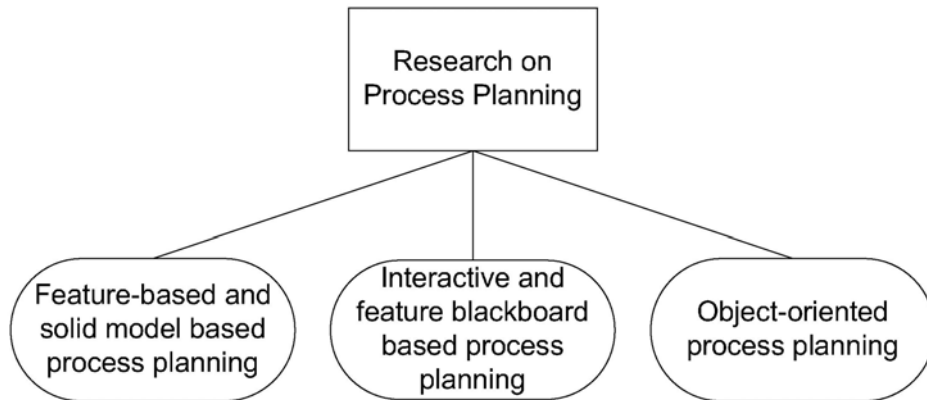 Research on
Process Planning
Feature-based and
solid model based
process planning
Interactive and
feature blackboard
based process
planning
Object-oriented
process planning